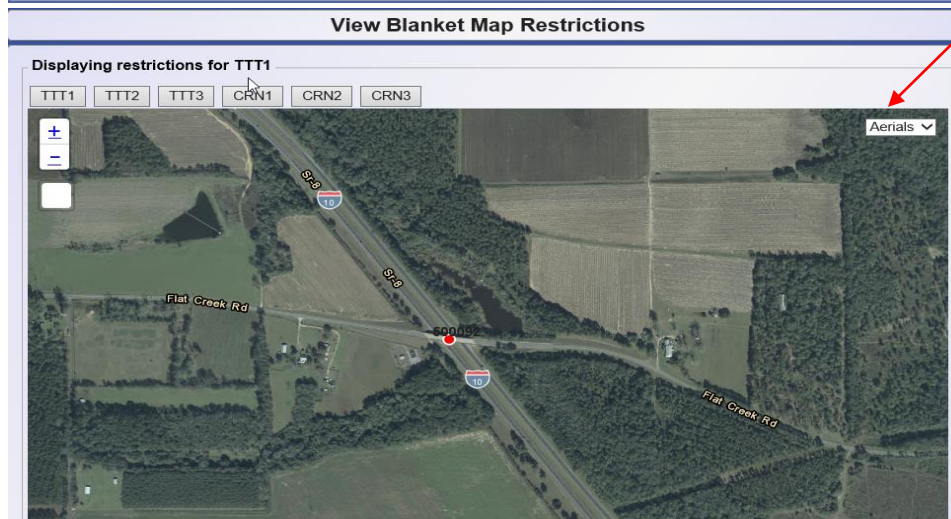 View Blanket Map Restrictions
Displaying restrictions for TTT1
TTT1 TTT2 TTT3 CRN1 CRN2 CRN3
+
Aerials
−
Sr-8
10
Sr-8
Flat Creek Rd
500092
10
Flat Creek Rd